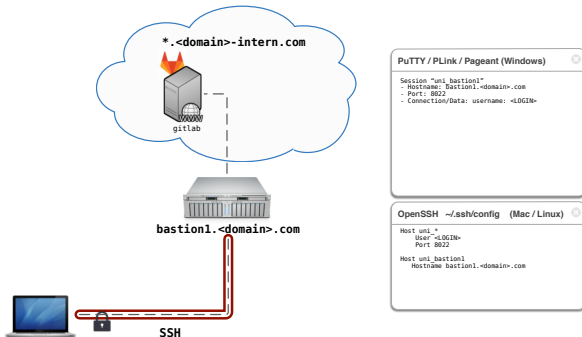 *.<domain>-intern.com
WWW
gitlab
bastion1.<domain>.com
SSH
PuTTY / PLink / Pageant (Windows)
Session "uni_bastion1"
- Hostname: Bastion1.<domain>.com
- Port: 8022
- Connection/Data: username: <LOGIN>
OpenSSH ~/.ssh/config (Mac / Linux)
Host uni_*
User <LOGIN>
Port 8022
Host uni_bastion1
Hostname bastion1.<domain>.com